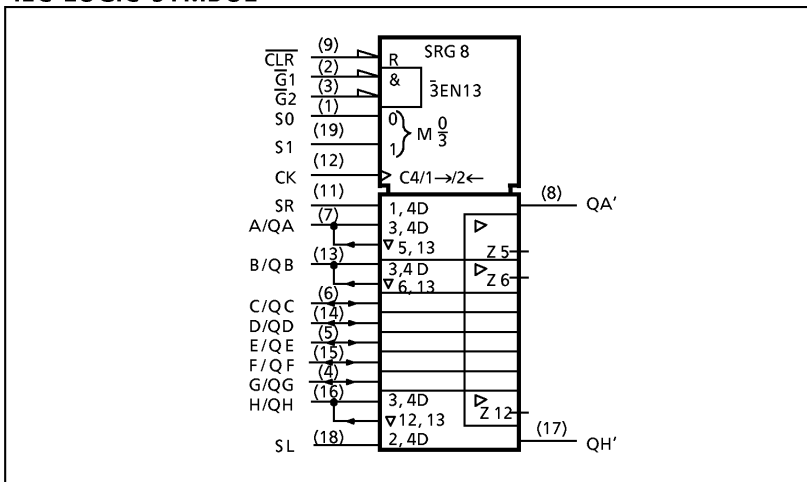 (9) SRG 8
CLR R
(2)
G1 &
(3) 3EN13
G2
(1)
S0 0
(19) M 0/3
S1 1
(12)
CK C4/1→/2←
(11) (8)
SR 1, 4D QA′
(7)
A/QA 3, 4D
▽ 5, 13 Z 5
(13)
B/QB 3,4 D
▽ 6, 13 Z 6
(6)
C/QC
(14)
D/QD
(5)
E/QE
(15)
F/QF
(4)
G/QG
(16)
H/QH 3, 4D
▽ 12, 13 Z 12
(18) (17)
SL 2, 4D QH′